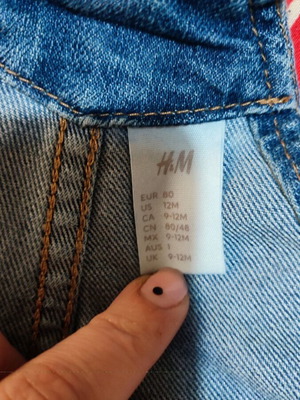 H&M
EUR 80
US 12M
CA 9-12M
CN 80/48
MX 9-12M
AUS 1
UK 9-12M